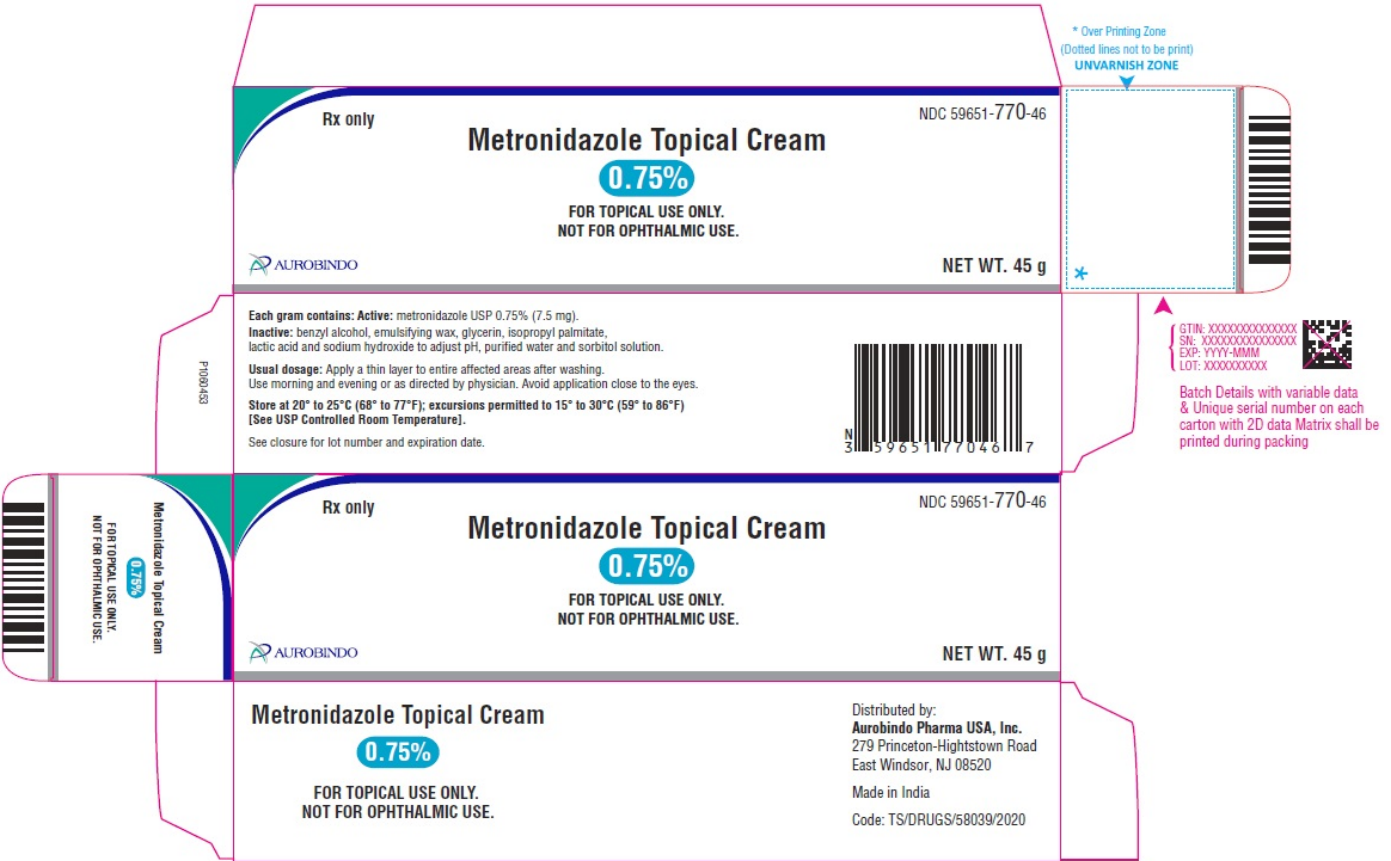 * Over Printing Zone
(Dotted lines not to be print)
UNVARNISH ZONE
Rx only
NDC 59651-770-46
Metronidazole Topical Cream
0.75%
FOR TOPICAL USE ONLY.
NOT FOR OPHTHALMIC USE.
AUROBINDO
NET WT. 45 g
*
Each gram contains: Active: metronidazole USP 0.75% (7.5 mg).
Inactive: benzyl alcohol, emulsifying wax, glycerin, isopropyl palmitate,
lactic acid and sodium hydroxide to adjust pH, purified water and sorbitol solution.
Usual dosage: Apply a thin layer to entire affected areas after washing.
Use morning and evening or as directed by physician. Avoid application close to the eyes.
Store at 20° to 25°C (68° to 77°F); excursions permitted to 15° to 30°C (59° to 86°F)
[See USP Controlled Room Temperature].
See closure for lot number and expiration date.
P1060453
N
3 59651 77046 7
GTIN: XXXXXXXXXXXXXX
SN: XXXXXXXXXXXXXXX
EXP: YYYY-MMM
LOT: XXXXXXXXXX
Batch Details with variable data
& Unique serial number on each
carton with 2D data Matrix shall be
printed during packing
Metronidazole Topical Cream
0.75%
FOR TOPICAL USE ONLY.
NOT FOR OPHTHALMIC USE.
Rx only
NDC 59651-770-46
Metronidazole Topical Cream
0.75%
FOR TOPICAL USE ONLY.
NOT FOR OPHTHALMIC USE.
AUROBINDO
NET WT. 45 g
Metronidazole Topical Cream
0.75%
FOR TOPICAL USE ONLY.
NOT FOR OPHTHALMIC USE.
Distributed by:
Aurobindo Pharma USA, Inc.
279 Princeton-Hightstown Road
East Windsor, NJ 08520
Made in India
Code: TS/DRUGS/58039/2020